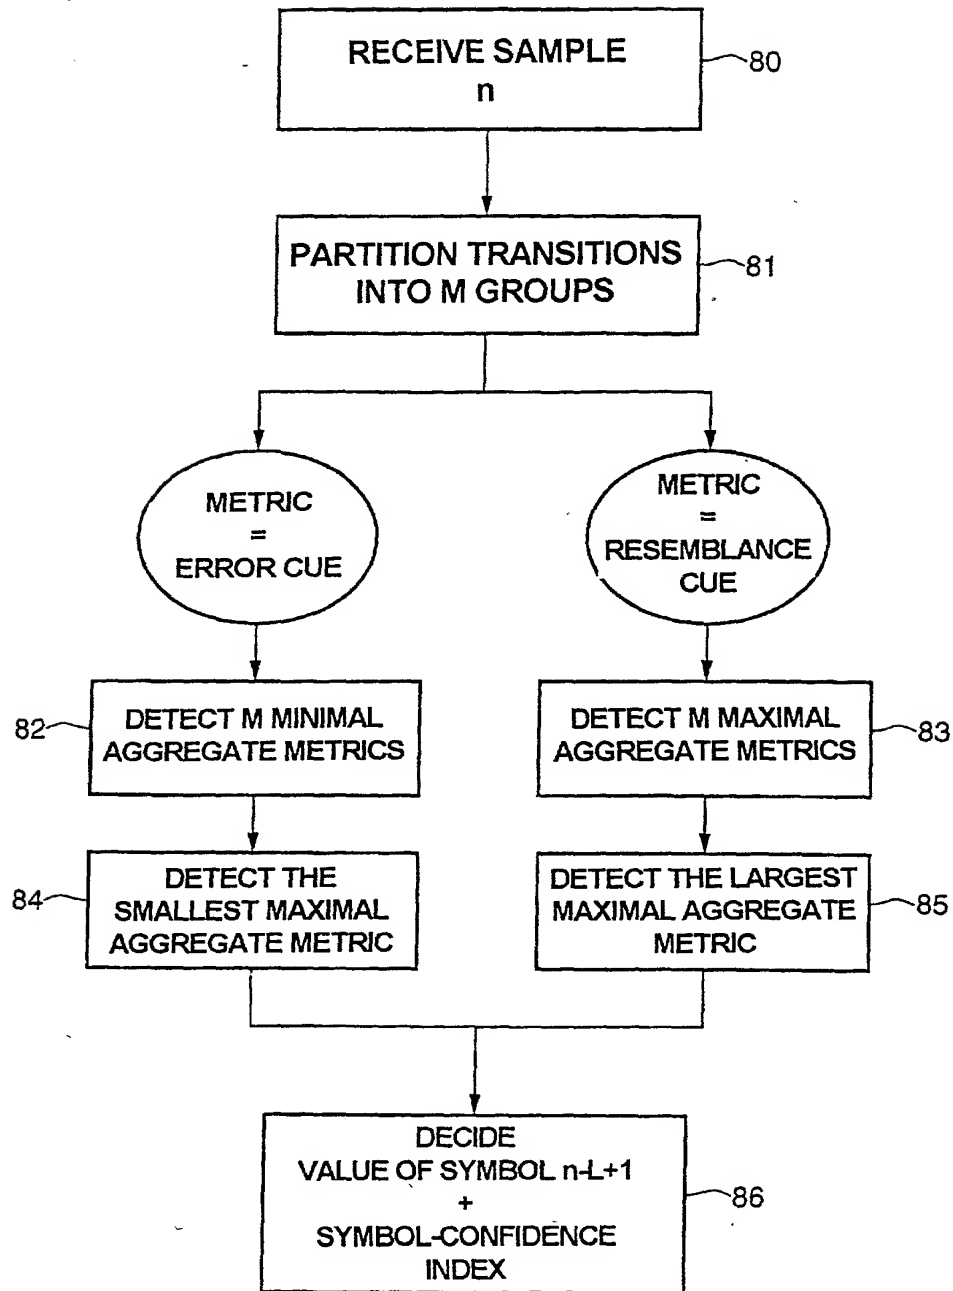 RECEIVE SAMPLE
n
80
PARTITION TRANSITIONS
INTO M GROUPS
81
METRIC
=
ERROR CUE
METRIC
=
RESEMBLANCE
CUE
82
DETECT M MINIMAL
AGGREGATE METRICS
DETECT M MAXIMAL
AGGREGATE METRICS
83
84
DETECT THE
SMALLEST MAXIMAL
AGGREGATE METRIC
DETECT THE LARGEST
MAXIMAL AGGREGATE
METRIC
85
DECIDE
VALUE OF SYMBOL n-L+1
+
SYMBOL-CONFIDENCE
INDEX
86